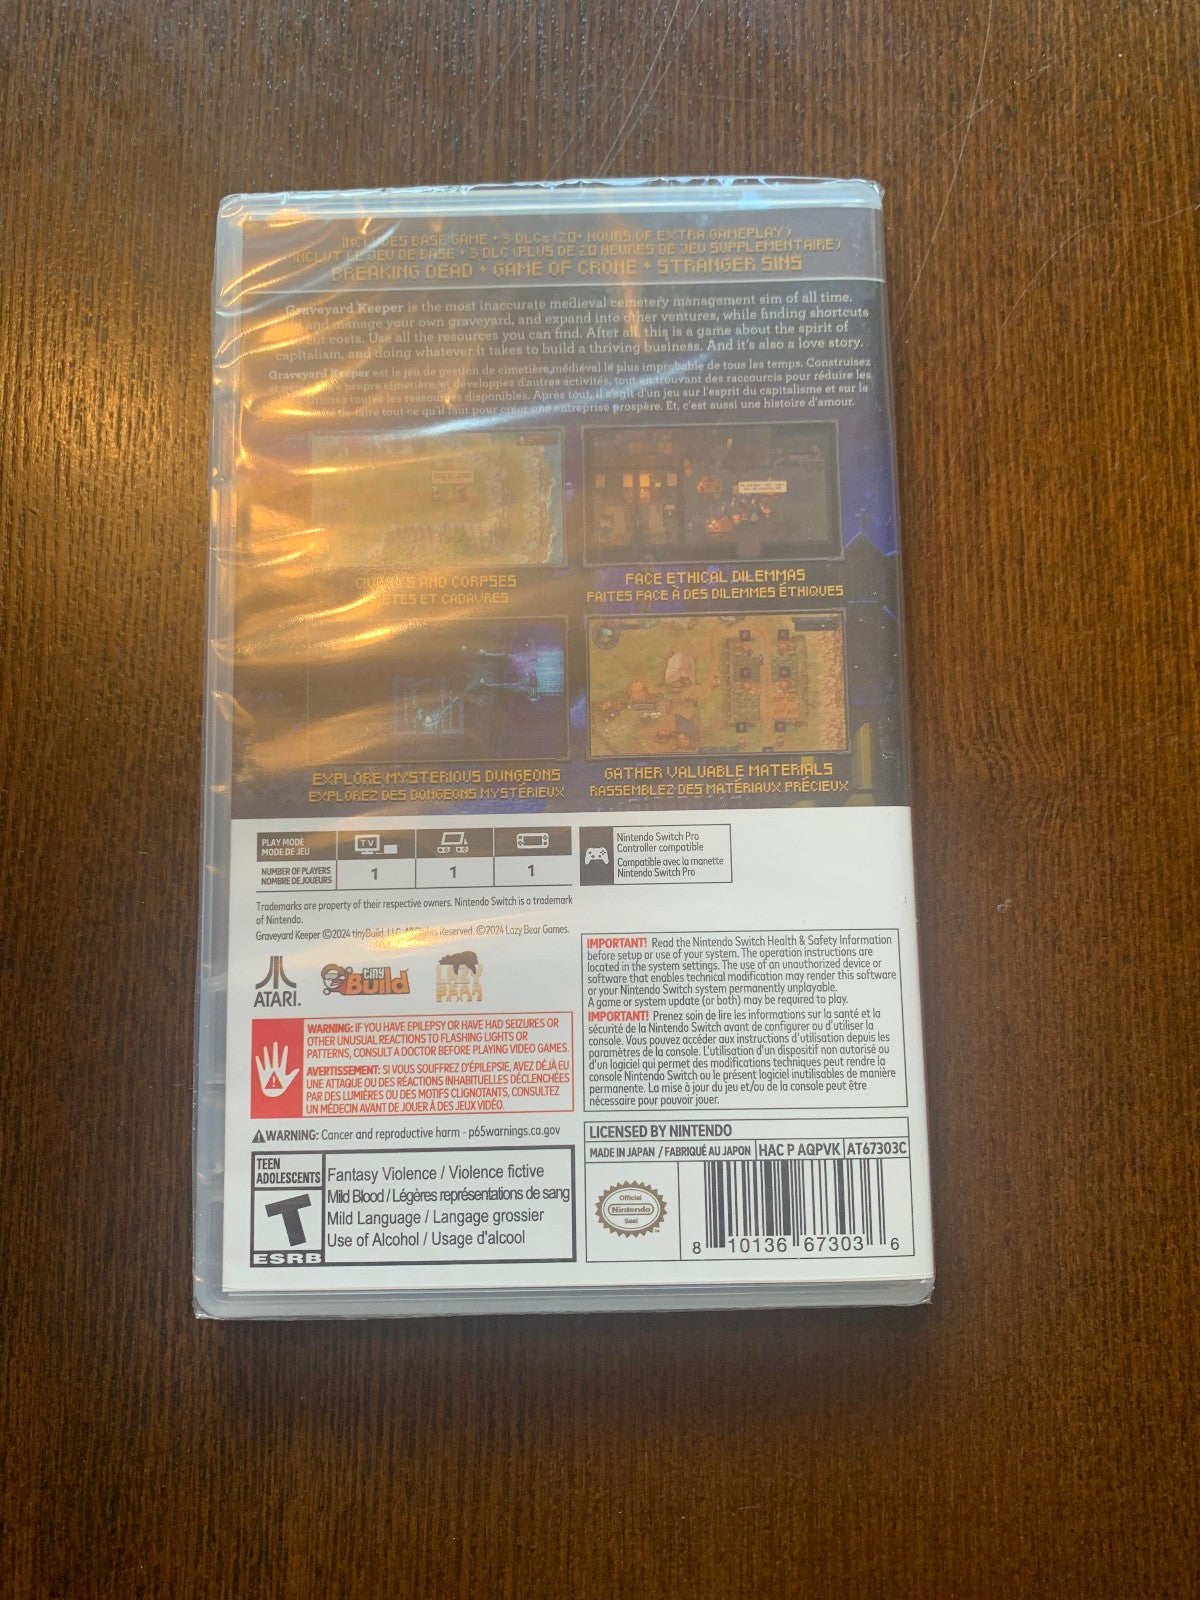 INCLUDES BASE GAME + 3 DLCs (20+ HOURS OF EXTRA GAMEPLAY)
INCLUT LE JEU DE BASE + 3 DLC (PLUS DE 20 HEURES DE JEU SUPPLEMENTAIRE)
BREAKING DEAD + GAME OF CRONE + STRANGER SINS
Graveyard Keeper is the most inaccurate medieval cemetery management sim of all time.
and manage your own graveyard, and expand into other ventures, while finding shortcuts
cut costs. Use all the resources you can find. After all, this is a game about the spirit of
capitalism, and doing whatever it takes to build a thriving business. And it's also a love story.
Graveyard Keeper est le jeu de gestion de cimetière médiéval le plus improbable de tous les temps. Construisez
propre cimetière, et développez d'autres activités, tout en trouvant des raccourcis pour réduire les
Utilisez toutes les ressources disponibles. Après tout, il s'agit d'un jeu sur l'esprit du capitalisme et sur la
de faire tout ce qu'il faut pour créer une entreprise prospère. Et, c'est aussi une histoire d'amour.
QUESTS AND CORPSES
ET CADAVRES
FACE ETHICAL DILEMMAS
FAITES FACE À DES DILEMMES ÉTHIQUES
EXPLORE MYSTERIOUS DUNGEONS
EXPLOREZ DES DONGEONS MYSTÉRIEUX
GATHER VALUABLE MATERIALS
RASSEMBLEZ DES MATÉRIAUX PRÉCIEUX
PLAY MODE
MODE DE JEU
TV
NUMBER OF PLAYERS
NOMBRE DE JOUEURS
1 1 1
Nintendo Switch Pro
Controller compatible
Compatible avec la manette
Nintendo Switch Pro
Trademarks are property of their respective owners. Nintendo Switch is a trademark
of Nintendo.
Graveyard Keeper ©2024 tinyBuild, LLC. All Rights Reserved. ©2024 Lazy Bear Games.
ATARI.
tiny Build
LAZY BEAR GAMES
WARNING: IF YOU HAVE EPILEPSY OR HAVE HAD SEIZURES OR
OTHER UNUSUAL REACTIONS TO FLASHING LIGHTS OR
PATTERNS, CONSULT A DOCTOR BEFORE PLAYING VIDEO GAMES.
AVERTISSEMENT: SI VOUS SOUFFREZ D'ÉPILEPSIE, AVEZ DÉJÀ EU
UNE ATTAQUE OU DES RÉACTIONS INHABITUELLES DÉCLENCHÉES
PAR DES LUMIÈRES OU DES MOTIFS CLIGNOTANTS, CONSULTEZ
UN MÉDECIN AVANT DE JOUER À DES JEUX VIDÉO.
WARNING: Cancer and reproductive harm - p65warnings.ca.gov
IMPORTANT! Read the Nintendo Switch Health & Safety Information
before setup or use of your system. The operation instructions are
located in the system settings. The use of an unauthorized device or
software that enables technical modification may render this software
or your Nintendo Switch system permanently unplayable.
A game or system update (or both) may be required to play.
IMPORTANT! Prenez soin de lire les informations sur la santé et la
sécurité de la Nintendo Switch avant de configurer ou d'utiliser la
console. Vous pouvez accéder aux instructions d'utilisation depuis les
paramètres de la console. L'utilisation d'un dispositif non autorisé ou
d'un logiciel qui permet des modifications techniques peut rendre la
console Nintendo Switch ou le présent logiciel inutilisables de manière
permanente. La mise à jour du jeu et/ou de la console peut être
nécessaire pour pouvoir jouer.
TEEN
ADOLESCENTS
T
ESRB
Fantasy Violence / Violence fictive
Mild Blood / Légères représentations de sang
Mild Language / Langage grossier
Use of Alcohol / Usage d'alcool
LICENSED BY NINTENDO
MADE IN JAPAN / FABRIQUÉ AU JAPON HAC P AQPVK AT67303C
Official
Nintendo
Seal
8 10136 67303 6